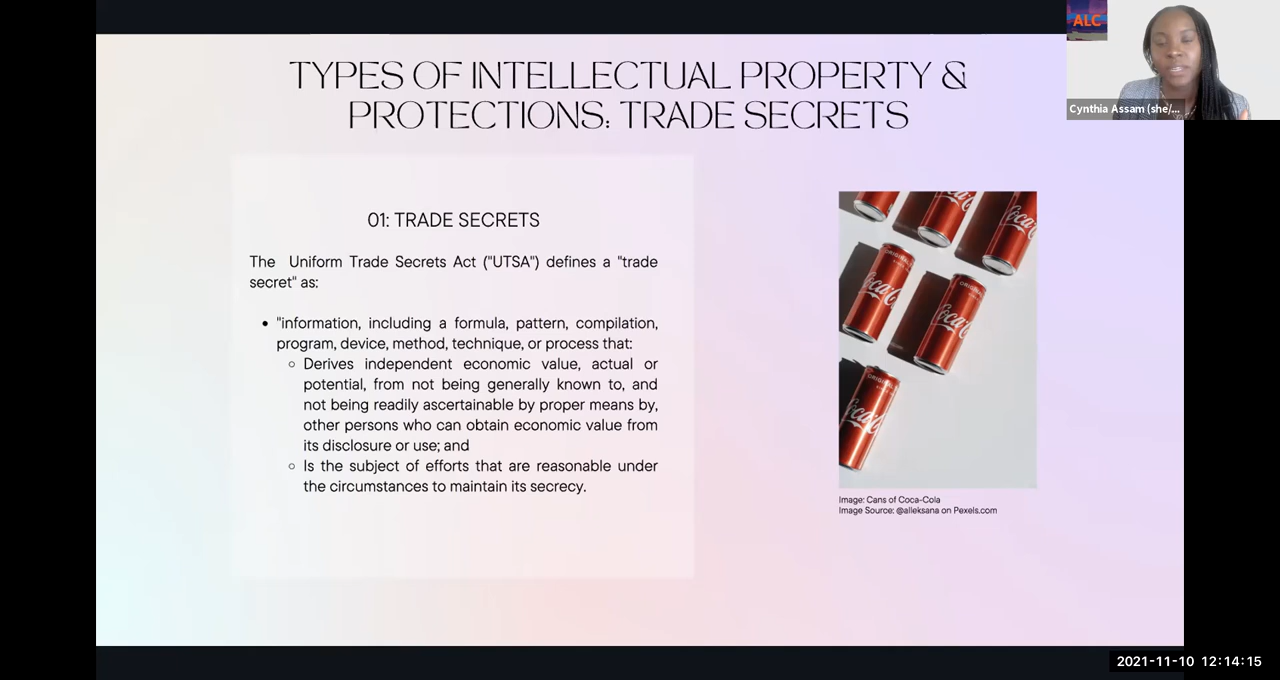 TYPES OF INTELLECTUAL PROPERTY &
PROTECTIONS: TRADE SECRETS
ALC
Cynthia Assam (she/...
01: TRADE SECRETS
The Uniform Trade Secrets Act ("UTSA") defines a "trade
secret" as:
• "information, including a formula, pattern, compilation,
program, device, method, technique, or process that:
○ Derives independent economic value, actual or
potential, from not being generally known to, and
not being readily ascertainable by proper means by,
other persons who can obtain economic value from
its disclosure or use; and
○ Is the subject of efforts that are reasonable under
the circumstances to maintain its secrecy.
Coca-Cola
ORIGINAL
Image: Cans of Coca-Cola
Image Source: @alleksana on Pexels.com
2021-11-10 12:14:15